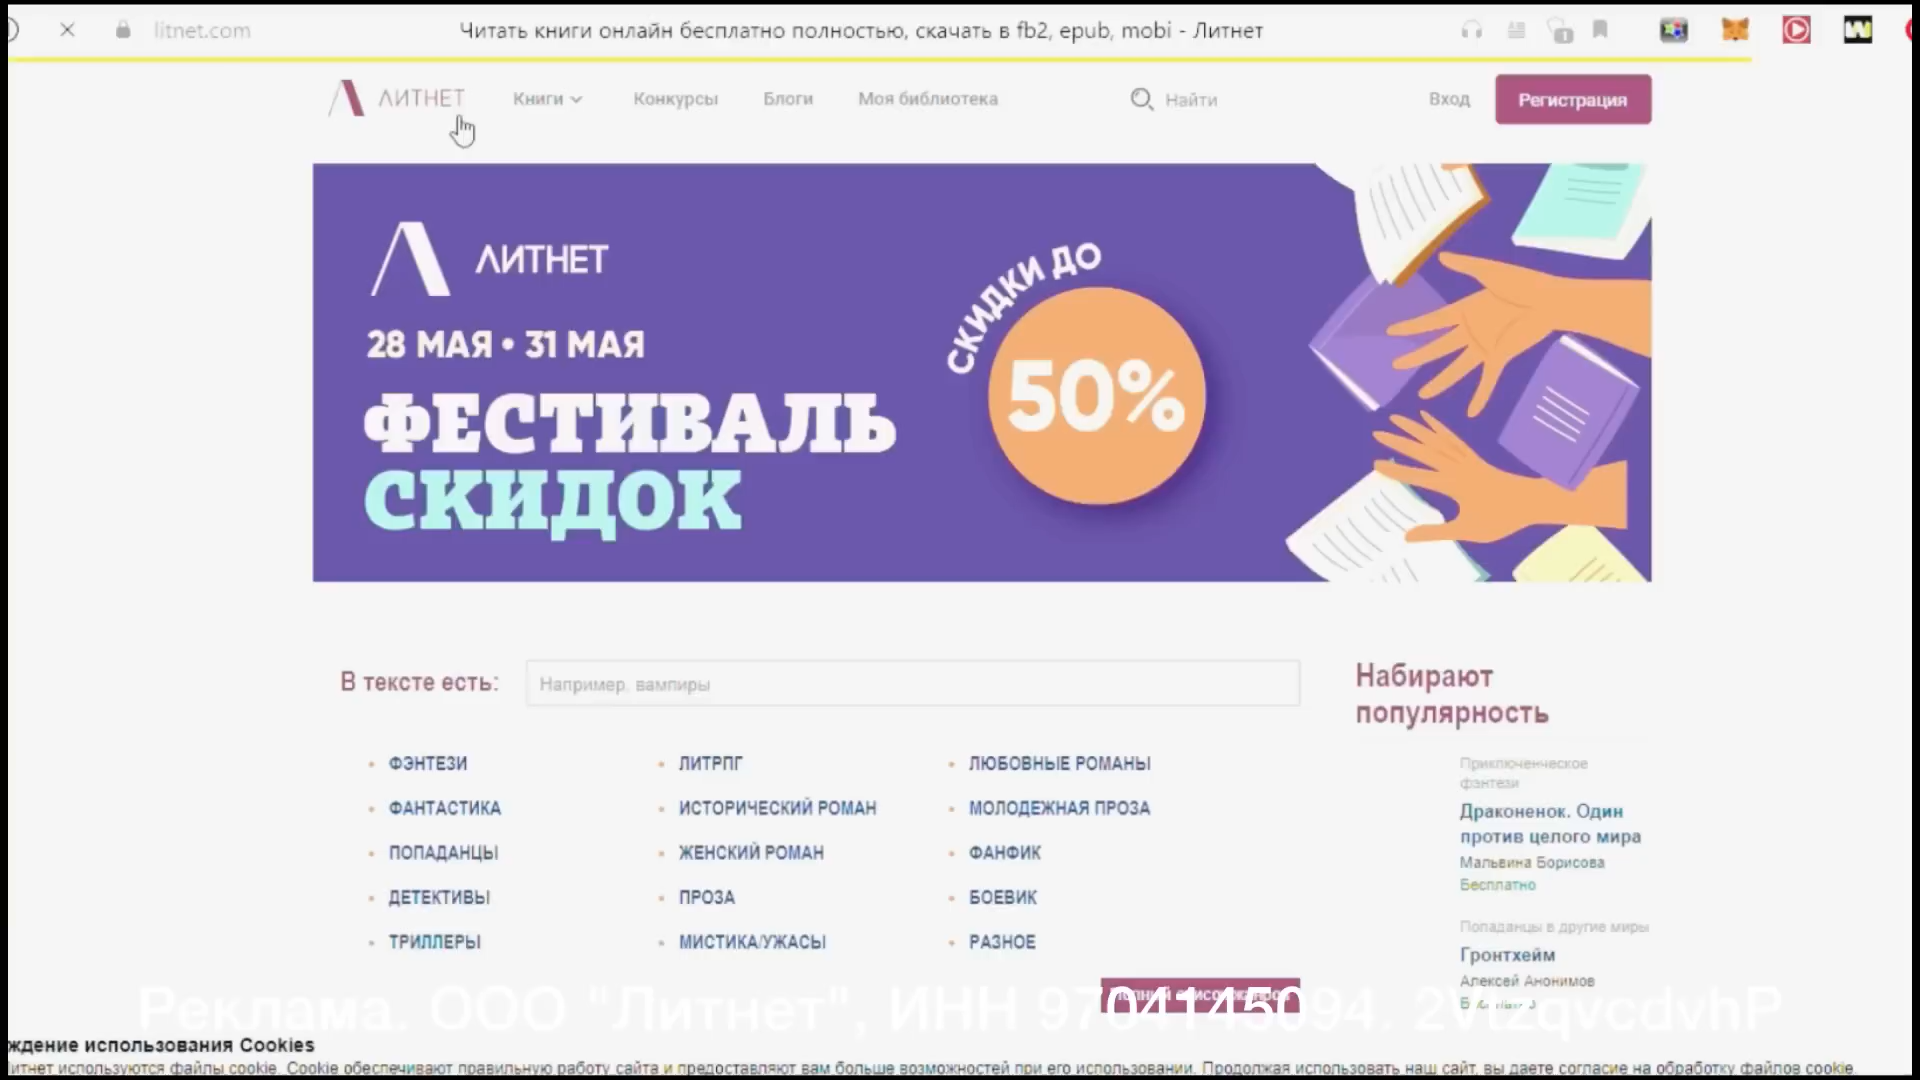 litnet.com
Читать книги онлайн бесплатно полностью, скачать в fb2, epub, mobi - Литнет
ЛИТНЕТ
Книги
Конкурсы
Блоги
Моя библиотека
Найти
Вход
Регистрация
ЛИТНЕТ
28 МАЯ • 31 МАЯ
ФЕСТИВАЛЬ
СКИДОК
СКИДКИ ДО
50%
В тексте есть:
Например, вампиры
ФЭНТЕЗИ
ФАНТАСТИКА
ПОПАДАНЦЫ
ДЕТЕКТИВЫ
ТРИЛЛЕРЫ
ЛИТРПГ
ИСТОРИЧЕСКИЙ РОМАН
ЖЕНСКИЙ РОМАН
ПРОЗА
МИСТИКА/УЖАСЫ
ЛЮБОВНЫЕ РОМАНЫ
МОЛОДЕЖНАЯ ПРОЗА
ФАНФИК
БОЕВИК
РАЗНОЕ
Набирают
популярность
Приключенческое
фэнтези
Драконенок. Один
против целого мира
Мальвина Борисова
Бесплатно
Попаданцы в другие миры
Гронтхейм
Алексей Анонимов
Реклама. ООО "Литнет", ИНН 9704145094.
ждение использования Cookies
итнет используются файлы cookie. Cookie обеспечивают правильную работу сайта и предоставляют вам больше возможностей при его использовании. Продолжая использовать наш сайт, вы даете согласие на обработку файлов cookie.